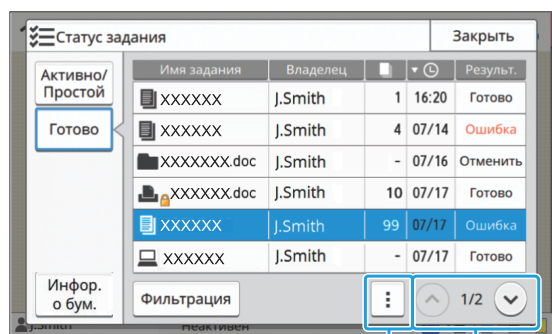 Статус задания
Закрыть
Активно/
Простой
Готово
Инфор.
о бум.
Имя задания Владелец Результ.
XXXXXX J.Smith 1 16:20 Готово
XXXXXX J.Smith 4 07/14 Ошибка
XXXXXXX.doc J.Smith - 07/16 Отменить
XXXXXXX.doc J.Smith 10 07/17 Готово
XXXXXX J.Smith 99 07/17 Ошибка
XXXXXX J.Smith - 07/17 Готово
Фильтрация
1/2
J.Smith
Неактивен